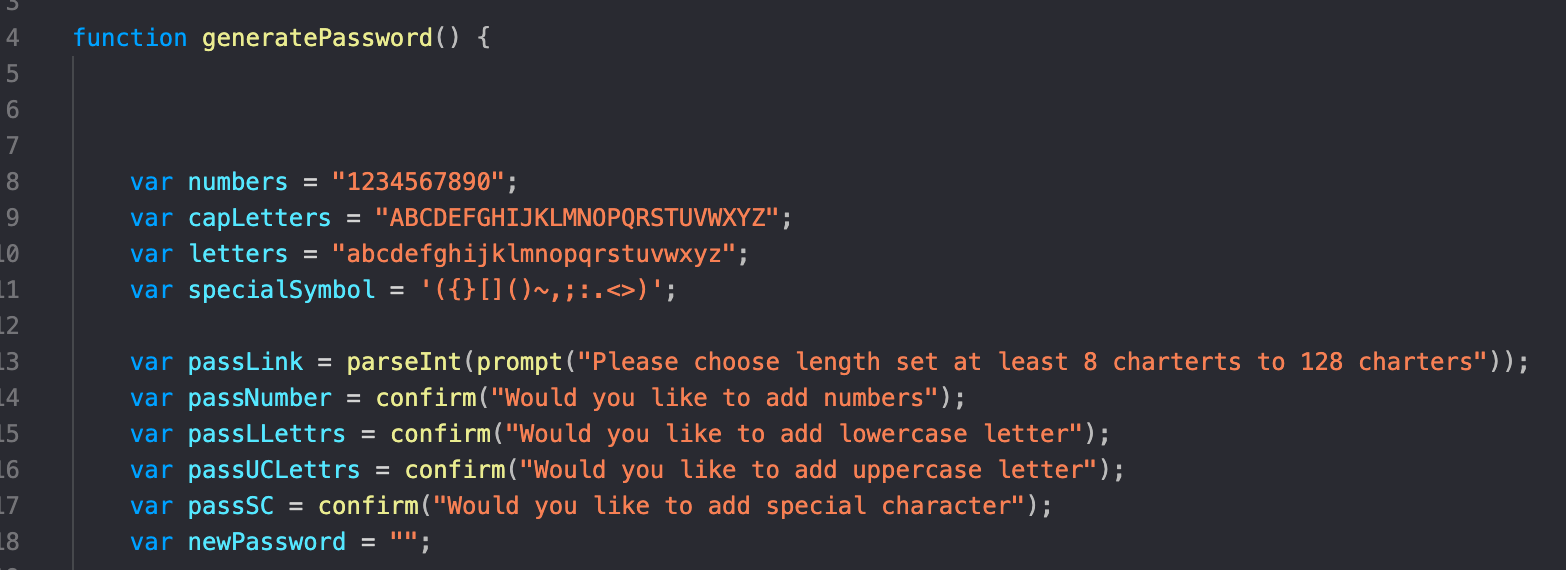 3
4 function generatePassword() {
5
6
7
8 var numbers = "1234567890";
9 var capLetters = "ABCDEFGHIJKLMNOPQRSTUVWXYZ";
10 var letters = "abcdefghijklmnopqrstuvwxyz";
11 var specialSymbol = '({}[]()~,;:.<>)';
12
13 var passLink = parseInt(prompt("Please choose length set at least 8 charterts to 128 charters"));
14 var passNumber = confirm("Would you like to add numbers");
15 var passLLettrs = confirm("Would you like to add lowercase letter");
16 var passUCLettrs = confirm("Would you like to add uppercase letter");
17 var passSC = confirm("Would you like to add special character");
18 var newPassword = "";